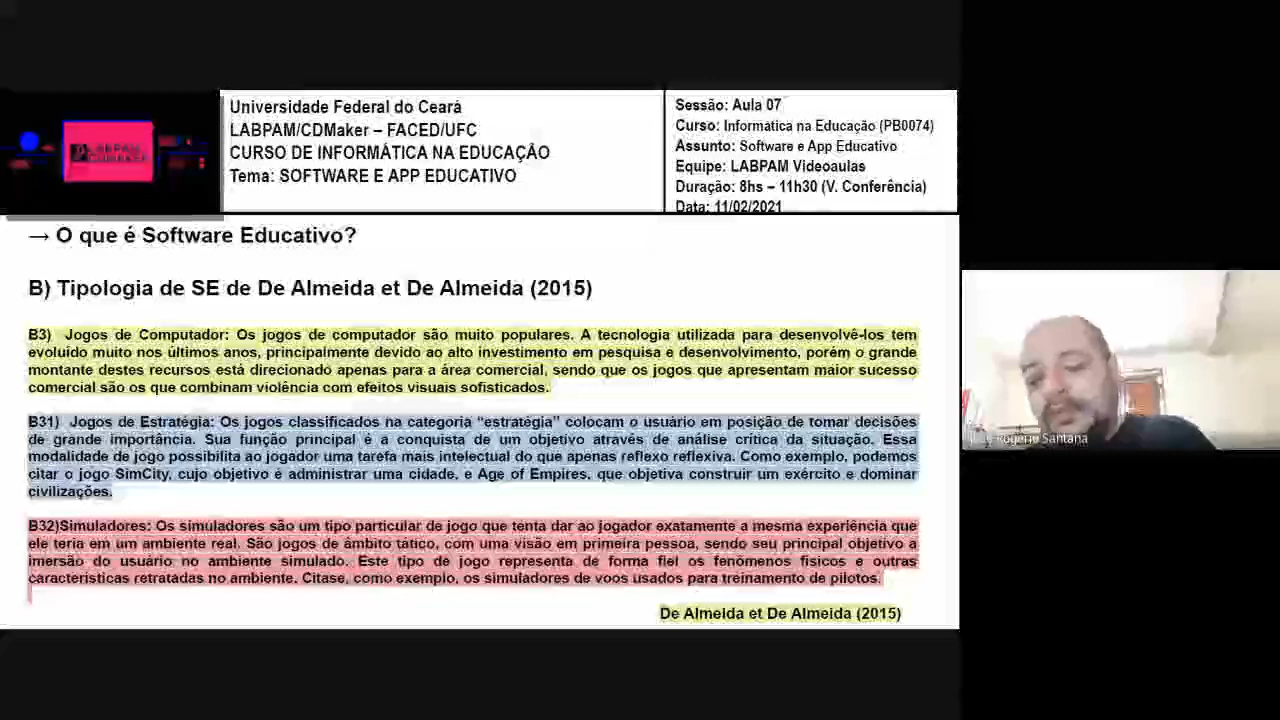 Universidade Federal do Ceará
LABPAM/CDMaker – FACED/UFC
CURSO DE INFORMÁTICA NA EDUCAÇÃO
Tema: SOFTWARE E APP EDUCATIVO
Sessão: Aula 07
Curso: Informática na Educação (PB0074)
Assunto: Software e App Educativo
Equipe: LABPAM Videoaulas
Duração: 8hs – 11h30 (V. Conferência)
Data: 11/02/2021
→ O que é Software Educativo?
B) Tipologia de SE de De Almeida et De Almeida (2015)
B3) Jogos de Computador: Os jogos de computador são muito populares. A tecnologia utilizada para desenvolvê-los tem
evoluído muito nos últimos anos, principalmente devido ao alto investimento em pesquisa e desenvolvimento, porém o grande
montante destes recursos está direcionado apenas para a área comercial, sendo que os jogos que apresentam maior sucesso
comercial são os que combinam violência com efeitos visuais sofisticados.
B31) Jogos de Estratégia: Os jogos classificados na categoria “estratégia” colocam o usuário em posição de tomar decisões
de grande importância. Sua função principal é a conquista de um objetivo através de análise crítica da situação. Essa
modalidade de jogo possibilita ao jogador uma tarefa mais intelectual do que apenas reflexo reflexiva. Como exemplo, podemos
citar o jogo SimCity, cujo objetivo é administrar uma cidade, e Age of Empires, que objetiva construir um exército e dominar
civilizações.
B32)Simuladores: Os simuladores são um tipo particular de jogo que tenta dar ao jogador exatamente a mesma experiência que
ele teria em um ambiente real. São jogos de âmbito tático, com uma visão em primeira pessoa, sendo seu principal objetivo a
imersão do usuário no ambiente simulado. Este tipo de jogo representa de forma fiel os fenômenos físicos e outras
características retratadas no ambiente. Citase, como exemplo, os simuladores de voos usados para treinamento de pilotos.
De Almeida et De Almeida (2015)
Rogério Santana